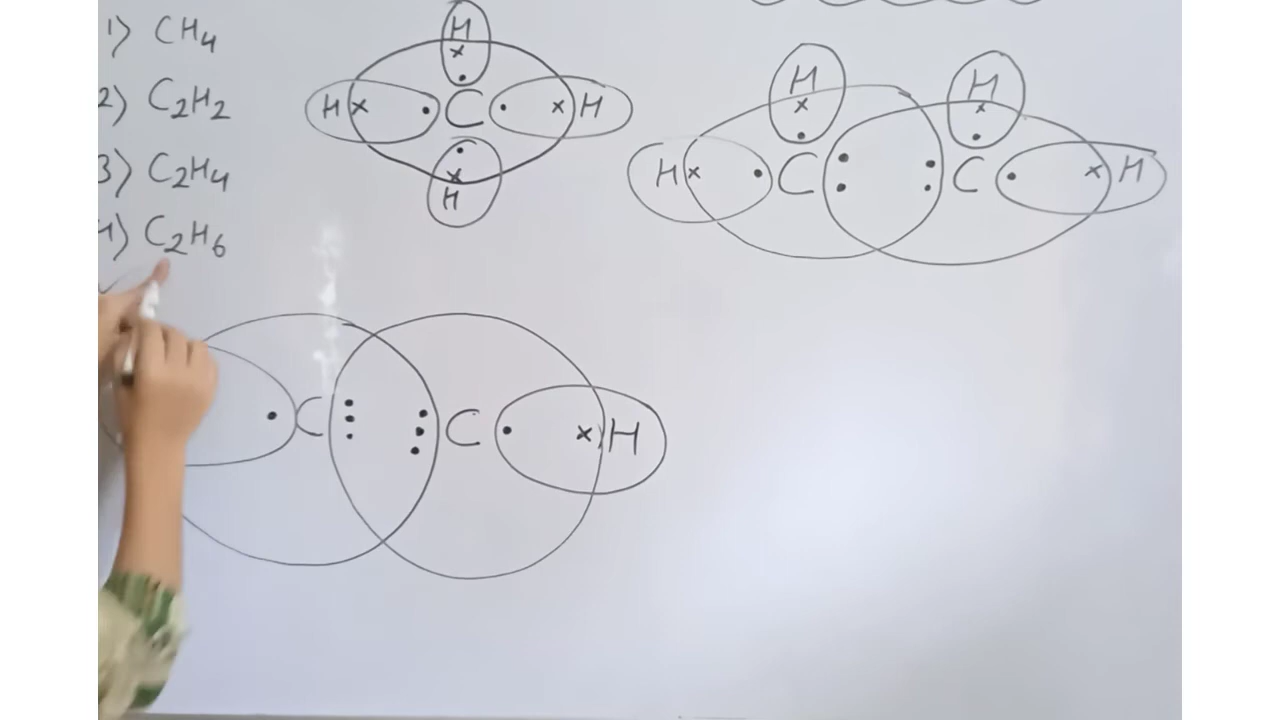 1) CH4
2) C2H2
3) C2H4
4) C2H6
H
H × • C • × H
×
H
H H
× ×
H × • C C • × H
C C • × H